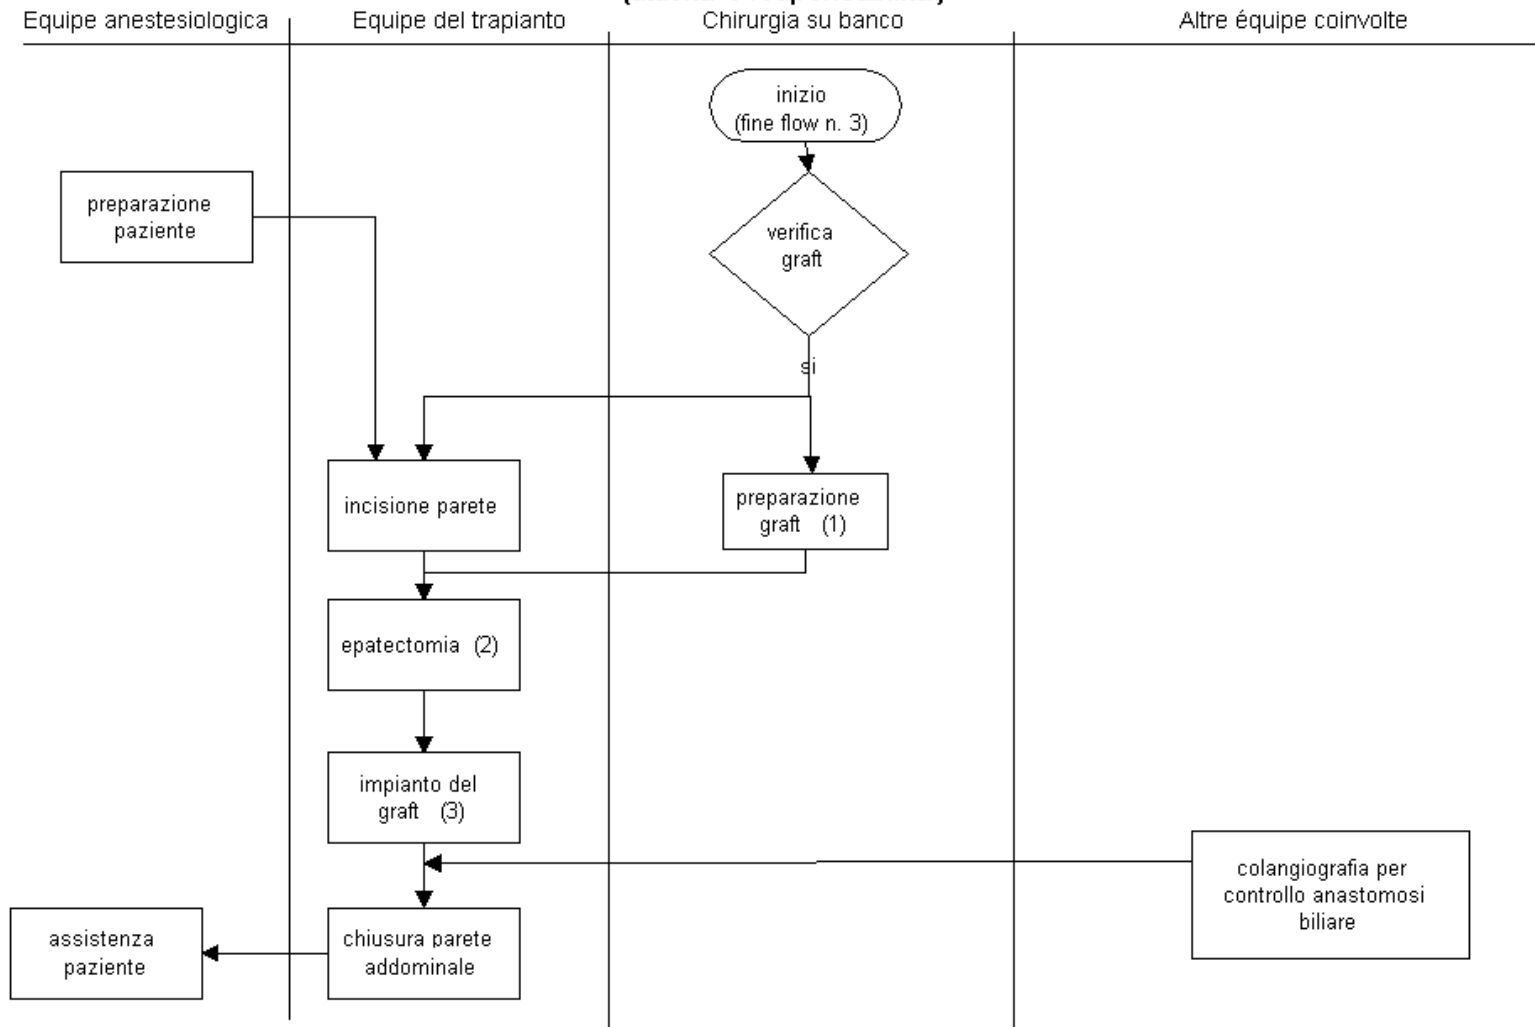 Equipe anestesiologica
Equipe del trapianto
Chirurgia su banco
Altre équipe coinvolte
inizio
(fine flow n. 3)
preparazione
paziente
verifica
graft
si
incisione parete
preparazione
graft (1)
epatectomia (2)
impianto del
graft (3)
colangiografia per
controllo anastomosi
biliare
assistenza
paziente
chiusura parete
addominale